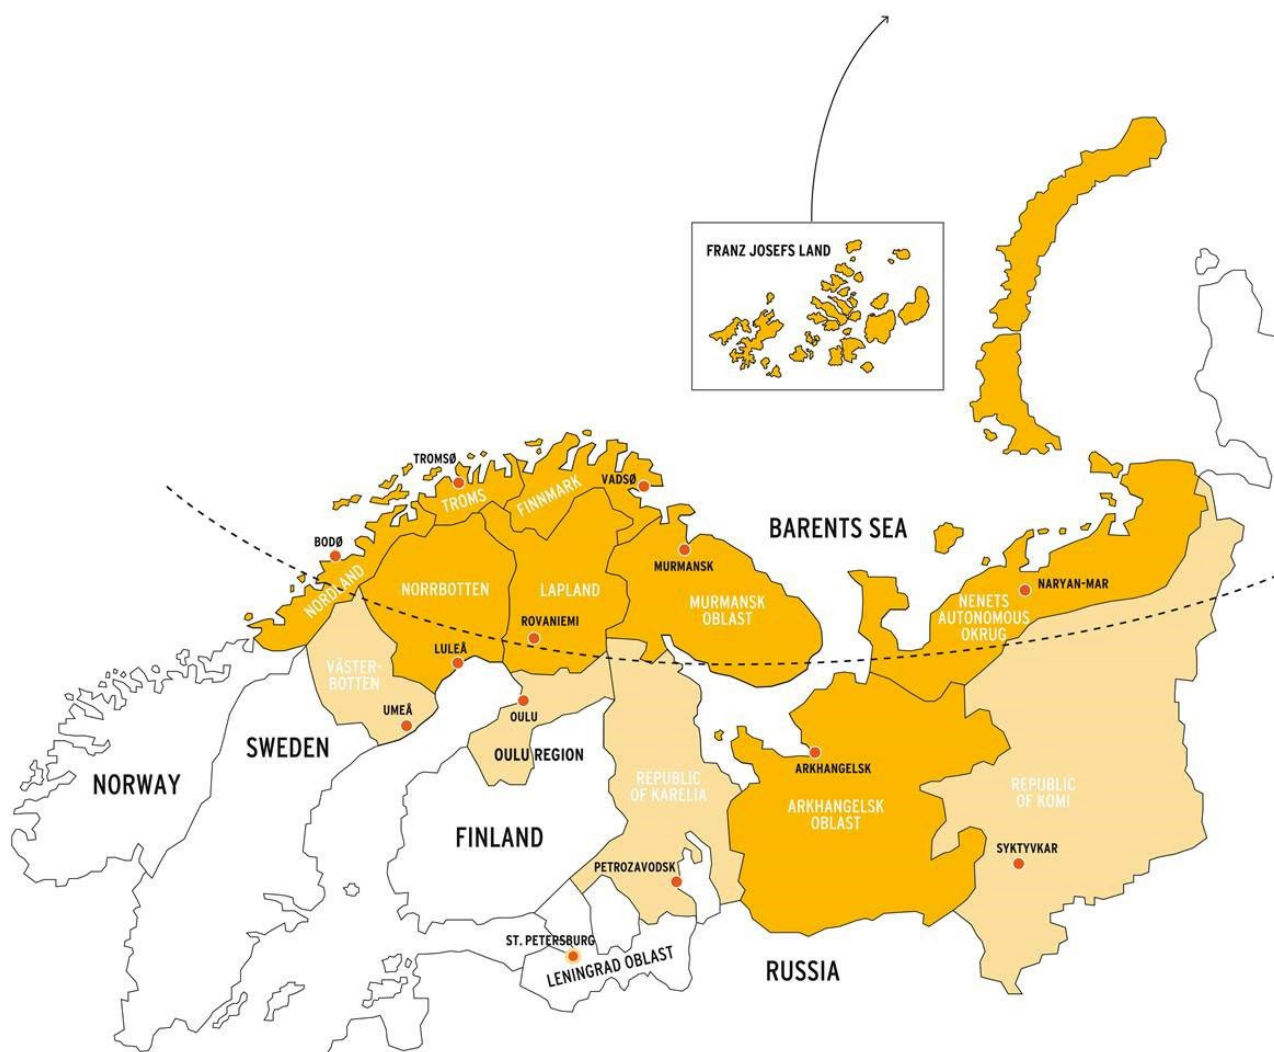 FRANZ JOSEFS LAND
TROMSØ
TROMS
FINNMARK
VADSØ
BARENTS SEA
BODØ
NORDLAND
NORRBOTTEN
LAPLAND
MURMANSK
MURMANSK
OBLAST
NARYAN-MAR
NENETS
AUTONOMOUS
OKRUG
ROVANIEMI
LULEÅ
VÄSTER-
BOTTEN
UMEÅ
OULU
OULU REGION
SWEDEN
NORWAY
FINLAND
REPUBLIC
OF KARELIA
ARKHANGELSK
ARKHANGELSK
OBLAST
REPUBLIC
OF KOMI
SYKTYVKAR
PETROZAVODSK
ST. PETERSBURG
LENINGRAD OBLAST
RUSSIA